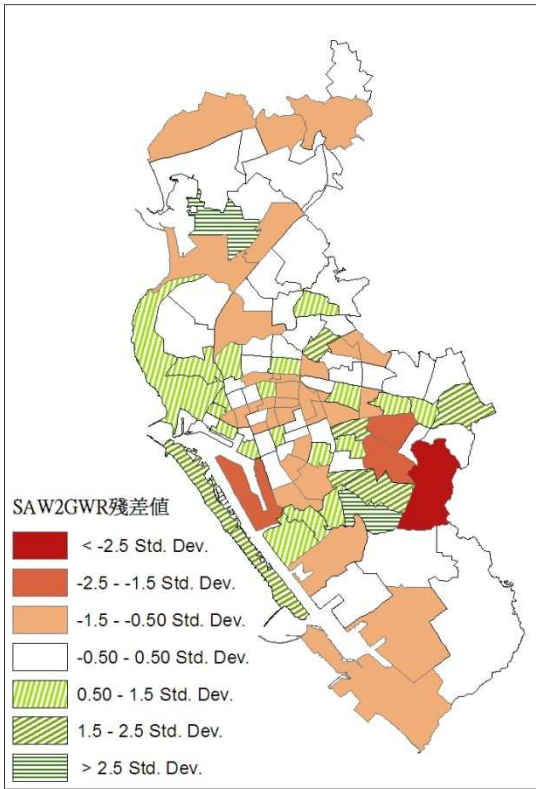 SAW2GWR殘差值
< -2.5 Std. Dev.
-2.5 - -1.5 Std. Dev.
-1.5 - -0.50 Std. Dev.
-0.50 - 0.50 Std. Dev.
0.50 - 1.5 Std. Dev.
1.5 - 2.5 Std. Dev.
> 2.5 Std. Dev.